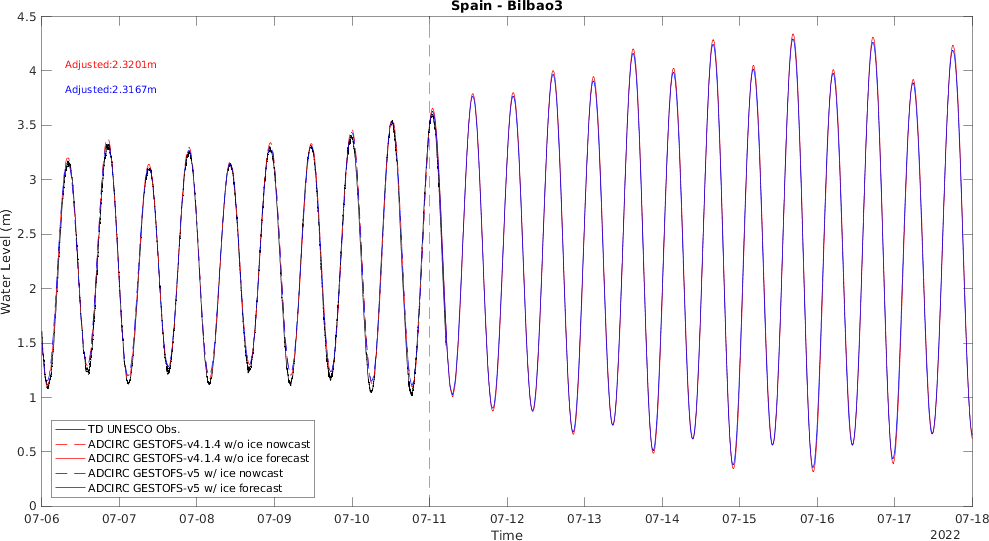 Spain - Bilbao3
4.5
4
3.5
3
2.5
2
1.5
1
0.5
0
Water Level (m)
Adjusted:2.3201m
Adjusted:2.3167m
TD UNESCO Obs.
ADCIRC GESTOFS-v4.1.4 w/o ice nowcast
ADCIRC GESTOFS-v4.1.4 w/o ice forecast
ADCIRC GESTOFS-v5 w/ ice nowcast
ADCIRC GESTOFS-v5 w/ ice forecast
07-06 07-07 07-08 07-09 07-10 07-11 07-12 07-13 07-14 07-15 07-16 07-17 07-18
Time
2022